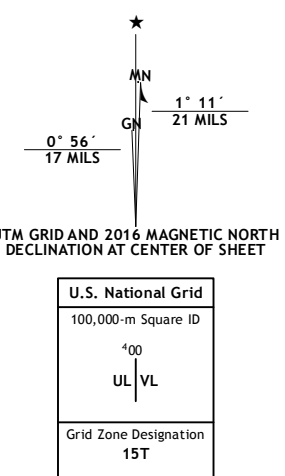 MN
1° 11´
GN
21 MILS
0° 56´
17 MILS
UTM GRID AND 2016 MAGNETIC NORTH
DECLINATION AT CENTER OF SHEET
U.S. National Grid
100,000-m Square ID
⁴00
UL VL
Grid Zone Designation
15T